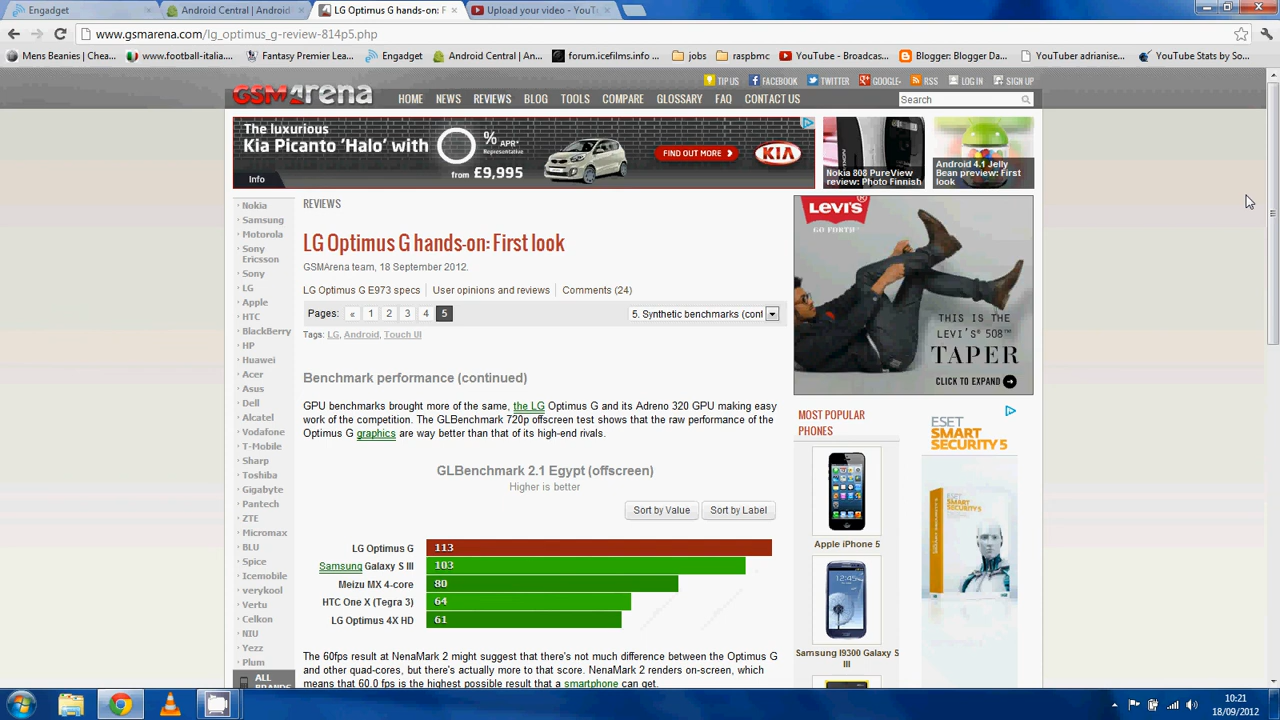 Engadget
Android Central | Android
LG Optimus G hands-on: F
Upload your video - YouT
www.gsmarena.com/lg_optimus_g-review-814p5.php
Mens Beanies | Chea...
www.football-italia....
Fantasy Premier Lea...
Engadget
Android Central | An...
forum.icefilms.info ...
jobs
raspbmc
YouTube - Broadcas...
Blogger: Blogger Da...
YouTuber adrianise...
YouTube Stats by So...
TIP US FACEBOOK TWITTER GOOGLE+ RSS LOG IN SIGN UP
GSMArena
HOME NEWS REVIEWS BLOG TOOLS COMPARE GLOSSARY FAQ CONTACT US
Search
The luxurious
Kia Picanto 'Halo' with
0% APR*
Representative
from £9,995
FIND OUT MORE
KIA
Info
Nokia 808 PureView
review: Photo Finnish
Android 4.1 Jelly
Bean preview: First
look
Nokia
Samsung
Motorola
Sony
Ericsson
Sony
LG
Apple
HTC
BlackBerry
HP
Huawei
Acer
Asus
Dell
Alcatel
Vodafone
T-Mobile
Sharp
Toshiba
Gigabyte
Pantech
ZTE
Micromax
BLU
Spice
Icemobile
verykool
Vertu
Celkon
NIU
Yezz
Plum
ALL
BRANDS
REVIEWS
LG Optimus G hands-on: First look
GSMArena team, 18 September 2012.
LG Optimus G E973 specs
User opinions and reviews
Comments (24)
Pages: « 1 2 3 4 5
5. Synthetic benchmarks (cont
Tags: LG, Android, Touch UI
Benchmark performance (continued)
GPU benchmarks brought more of the same, the LG Optimus G and its Adreno 320 GPU making easy
work of the competition. The GLBenchmark 720p offscreen test shows that the raw performance of the
Optimus G graphics are way better than that of its high-end rivals.
GLBenchmark 2.1 Egypt (offscreen)
Higher is better
Sort by Value
Sort by Label
LG Optimus G 113
Samsung Galaxy S III 103
Meizu MX 4-core 80
HTC One X (Tegra 3) 64
LG Optimus 4X HD 61
The 60fps result at NenaMark 2 might suggest that there's not much difference between the Optimus G
and other quad-cores, but there's actually more to that score. NenaMark 2 renders on-screen, which
means that 60.0 fps is the highest possible result that a smartphone can get.
LEVI'S®
GO FORTH™
THIS IS THE
LEVI'S® 508™
TAPER
CLICK TO EXPAND
MOST POPULAR
PHONES
Apple iPhone 5
Samsung I9300 Galaxy S
III
ESET
SMART
SECURITY 5
10:21
18/09/2012